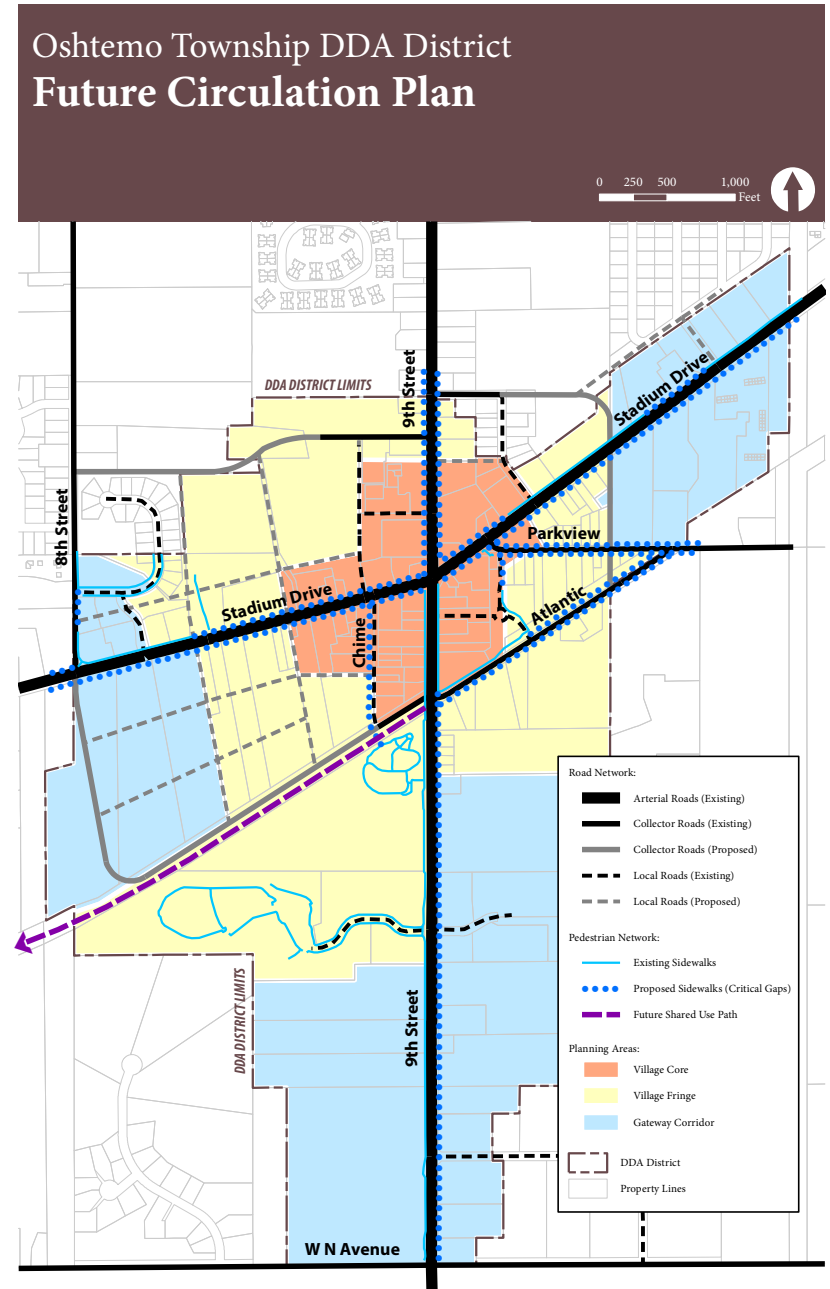 Oshtemo Township DDA District
Future Circulation Plan
0 250 500 1,000
Feet
DDA DISTRICT LIMITS
9th Street
Stadium Drive
8th Street
Parkview
Stadium Drive
Atlantic
Chime
DDA DISTRICT LIMITS
9th Street
W N Avenue
Road Network:
Arterial Roads (Existing)
Collector Roads (Existing)
Collector Roads (Proposed)
Local Roads (Existing)
Local Roads (Proposed)
Pedestrian Network:
Existing Sidewalks
Proposed Sidewalks (Critical Gaps)
Future Shared Use Path
Planning Areas:
Village Core
Village Fringe
Gateway Corridor
DDA District
Property Lines